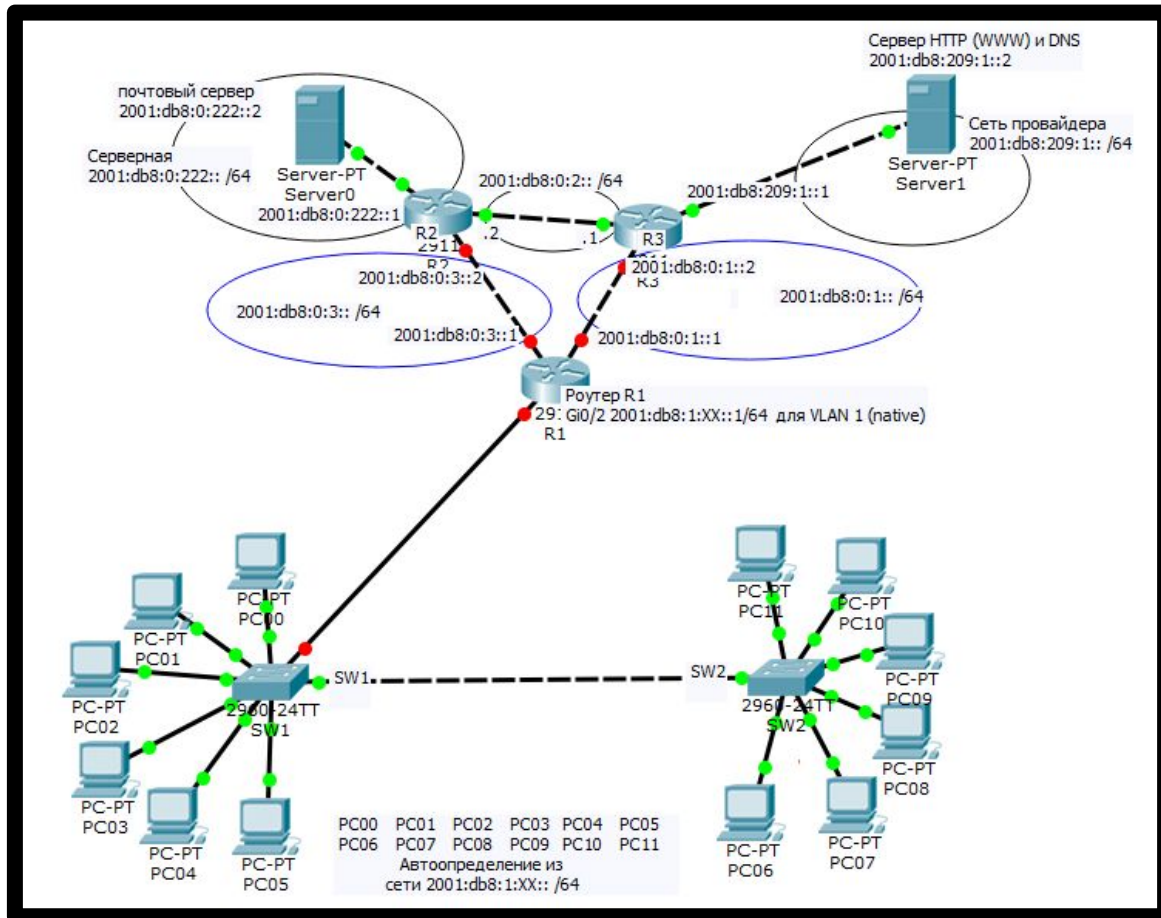 Сервер HTTP (WWW) и DNS
2001:db8:209:1::2
почтовый сервер
2001:db8:0:222::2
Сеть провайдера
2001:db8:209:1:: /64
Серверная
2001:db8:0:222:: /64
Server-PT
Server0
Server-PT
Server1
2001:db8:0:2:: /64
2001:db8:209:1::1
2001:db8:0:222::1
R2
2911
R2
.2
.1
R3
R3
2001:db8:0:1::2
2001:db8:0:3::2
2001:db8:0:1:: /64
2001:db8:0:3:: /64
2001:db8:0:3::1
2001:db8:0:1::1
Роутер R1
Gi0/2 2001:db8:1:XX::1/64 для VLAN 1 (native)
R1
PC-PT
PC00
PC-PT
PC01
PC-PT
PC02
PC-PT
PC03
PC-PT
PC04
PC-PT
PC05
SW1
2960-24TT
SW1
SW2
2960-24TT
SW2
PC-PT
PC11
PC-PT
PC10
PC-PT
PC09
PC-PT
PC08
PC-PT
PC07
PC-PT
PC06
PC00 PC01 PC02 PC03 PC04 PC05
PC06 PC07 PC08 PC09 PC10 PC11
Автоопределение из
сети 2001:db8:1:XX:: /64